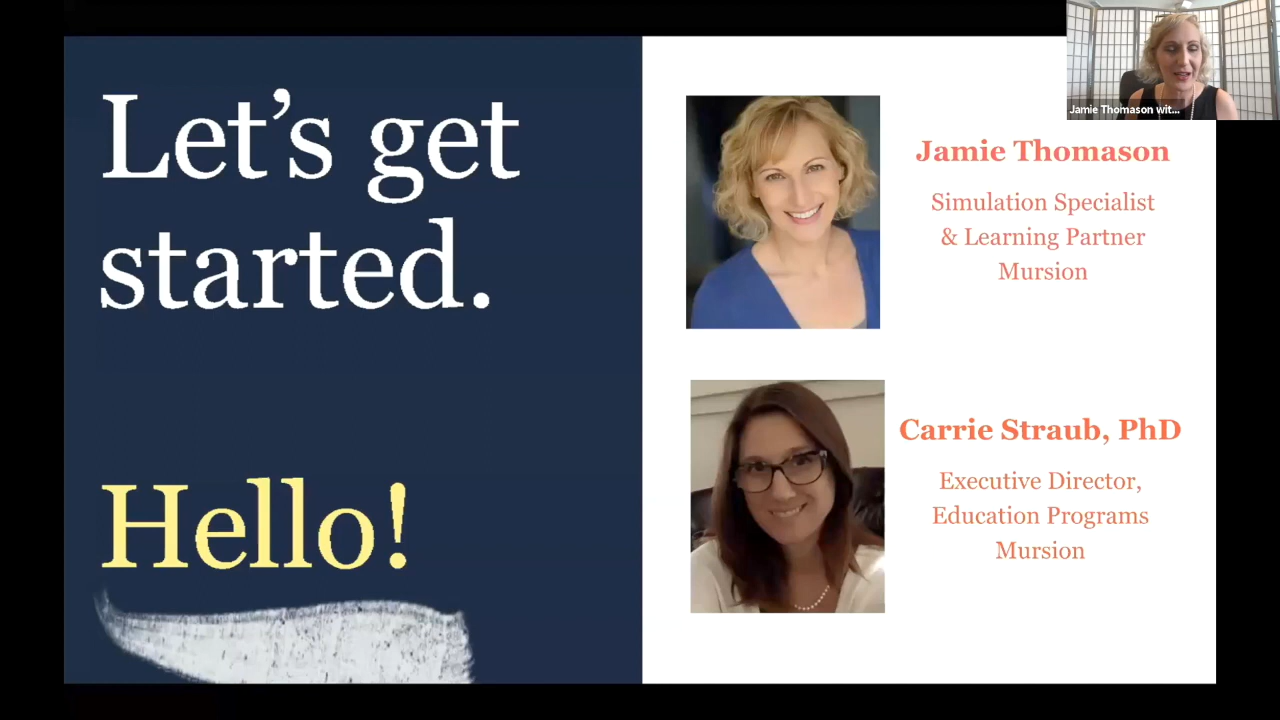 Let's get
started.
Hello!
Jamie Thomason wit...
Jamie Thomason
Simulation Specialist
& Learning Partner
Mursion
Carrie Straub, PhD
Executive Director,
Education Programs
Mursion